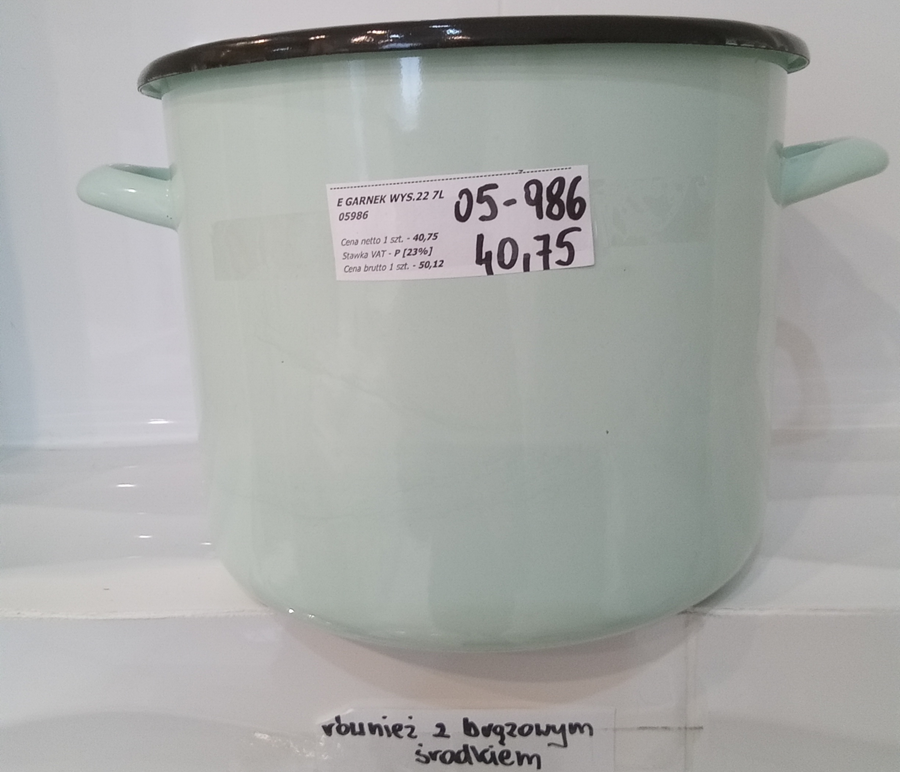 E GARNEK WYS.22 7L
05986
Cena netto 1 szt. - 40,75
Stawka VAT - P [23%]
Cena brutto 1 szt. - 50,12
05-986
40,75
również z brązowym
środkiem